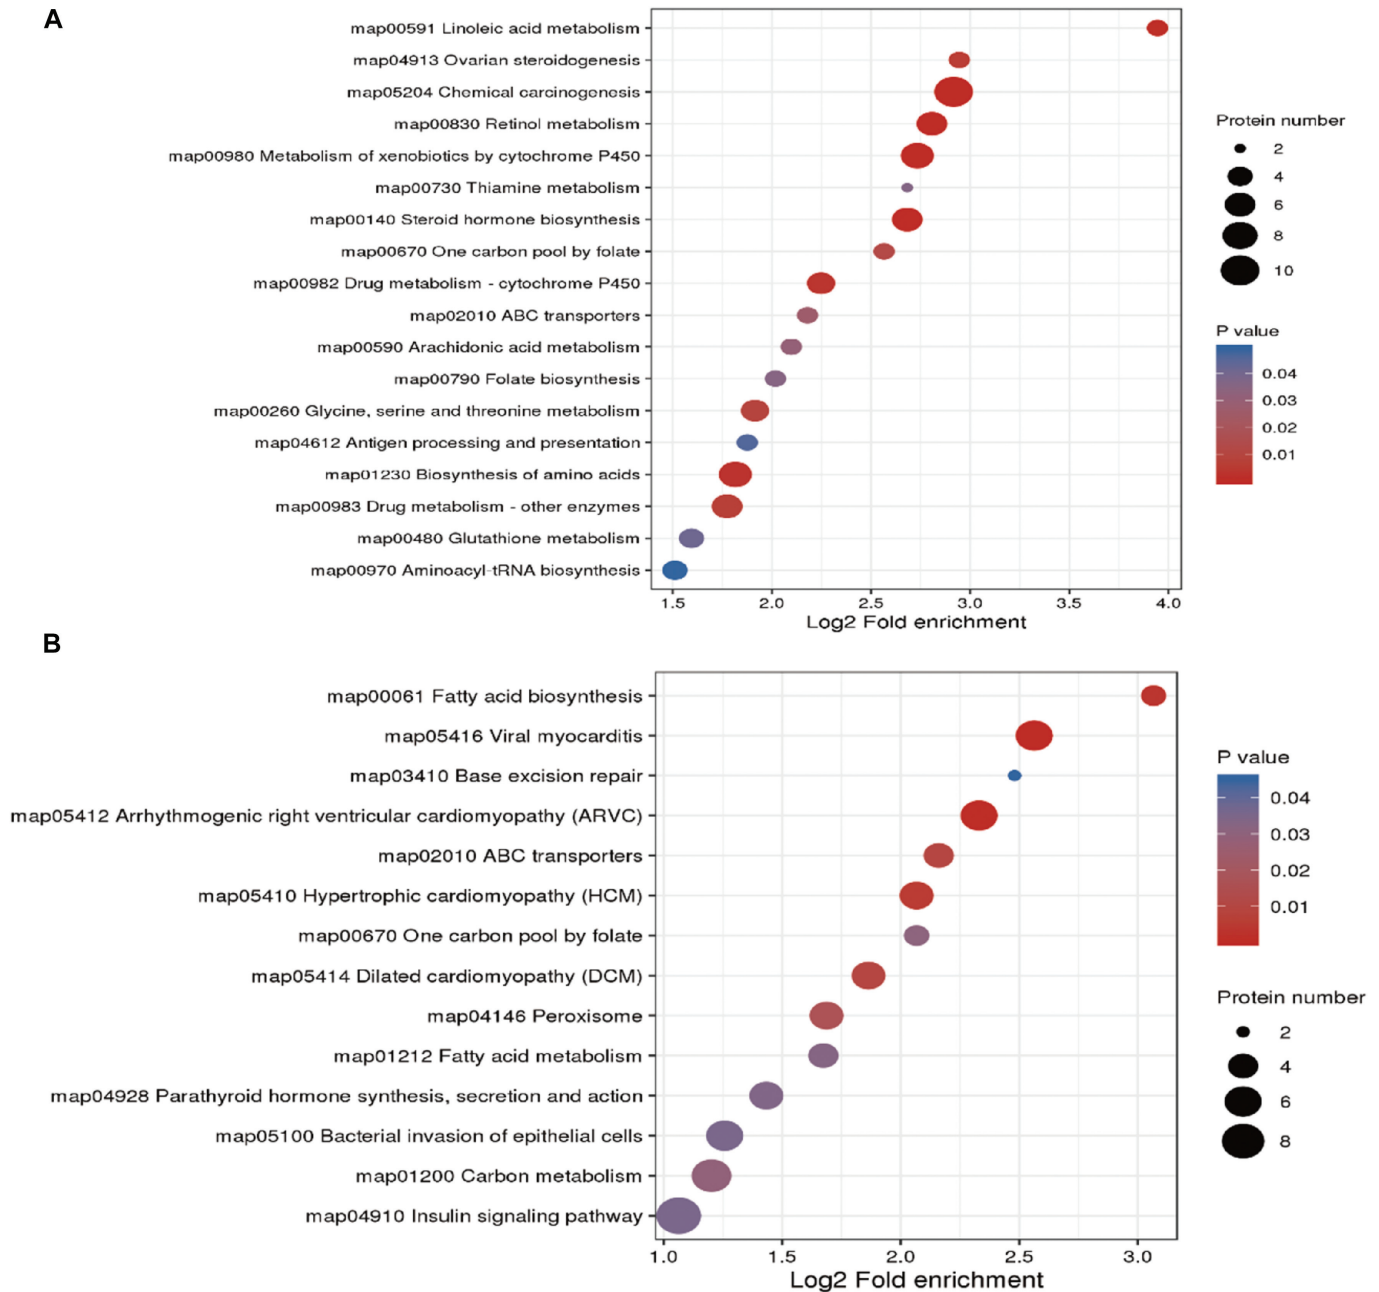 A
map00591 Linoleic acid metabolism
map04913 Ovarian steroidogenesis
map05204 Chemical carcinogenesis
map00830 Retinol metabolism
map00980 Metabolism of xenobiotics by cytochrome P450
map00730 Thiamine metabolism
map00140 Steroid hormone biosynthesis
map00670 One carbon pool by folate
map00982 Drug metabolism - cytochrome P450
map02010 ABC transporters
map00590 Arachidonic acid metabolism
map00790 Folate biosynthesis
map00260 Glycine, serine and threonine metabolism
map04612 Antigen processing and presentation
map01230 Biosynthesis of amino acids
map00983 Drug metabolism - other enzymes
map00480 Glutathione metabolism
map00970 Aminoacyl-tRNA biosynthesis
1.5 2.0 2.5 3.0 3.5 4.0
Log2 Fold enrichment
Protein number
2
4
6
8
10
P value
0.04
0.03
0.02
0.01
B
map00061 Fatty acid biosynthesis
map05416 Viral myocarditis
map03410 Base excision repair
map05412 Arrhythmogenic right ventricular cardiomyopathy (ARVC)
map02010 ABC transporters
map05410 Hypertrophic cardiomyopathy (HCM)
map00670 One carbon pool by folate
map05414 Dilated cardiomyopathy (DCM)
map04146 Peroxisome
map01212 Fatty acid metabolism
map04928 Parathyroid hormone synthesis, secretion and action
map05100 Bacterial invasion of epithelial cells
map01200 Carbon metabolism
map04910 Insulin signaling pathway
1.0 1.5 2.0 2.5 3.0
Log2 Fold enrichment
P value
0.04
0.03
0.02
0.01
Protein number
2
4
6
8